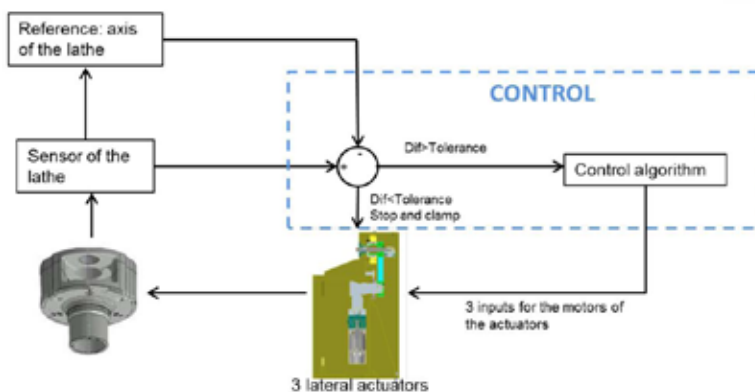 Reference: axis
of the lathe
CONTROL
Sensor of the
lathe
-
+
Dif>Tolerance
Control algorithm
Dif<Tolerance
Stop and clamp
3 inputs for the motors of
the actuators
3 lateral actuators